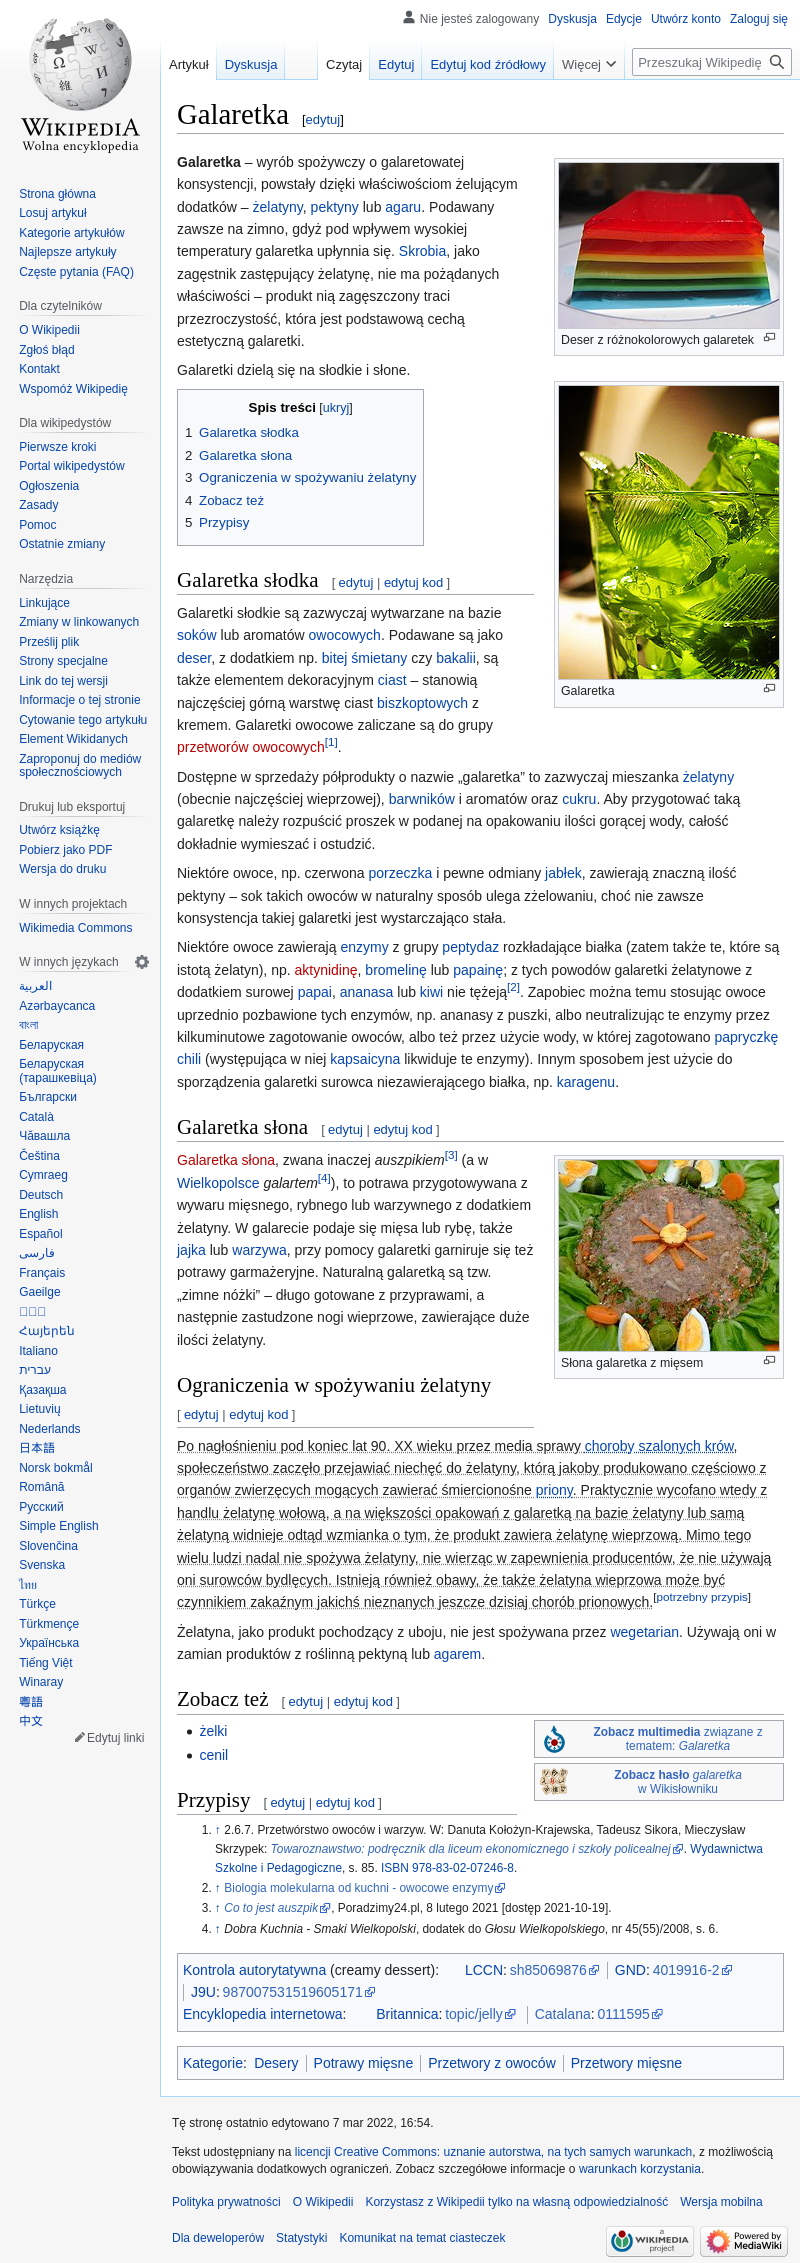 Nie jesteś zalogowany Dyskusja Edycje Utwórz konto Zaloguj się
Artykuł Dyskusja Czytaj Edytuj Edytuj kod źródłowy Więcej Przeszukaj Wikipedię
WIKIPEDIA
Wolna encyklopedia
Strona główna
Losuj artykuł
Kategorie artykułów
Najlepsze artykuły
Częste pytania (FAQ)
Dla czytelników
O Wikipedii
Zgłoś błąd
Kontakt
Wspomóż Wikipedię
Dla wikipedystów
Pierwsze kroki
Portal wikipedystów
Ogłoszenia
Zasady
Pomoc
Ostatnie zmiany
Narzędzia
Linkujące
Zmiany w linkowanych
Prześlij plik
Strony specjalne
Link do tej wersji
Informacje o tej stronie
Cytowanie tego artykułu
Element Wikidanych
Zaproponuj do mediów
społecznościowych
Drukuj lub eksportuj
Utwórz książkę
Pobierz jako PDF
Wersja do druku
W innych projektach
Wikimedia Commons
W innych językach
العربية
Azərbaycanca
বাংলা
Беларуская
Беларуская
(тарашкевіца)
Български
Català
Чӑвашла
Čeština
Cymraeg
Deutsch
English
Español
فارسی
Français
Gaeilge
Հայերեն
Italiano
עברית
Қазақша
Lietuvių
Nederlands
日本語
Norsk bokmål
Română
Русский
Simple English
Slovenčina
Svenska
ไทย
Türkçe
Türkmençe
Українська
Tiếng Việt
Winaray
粵語
中文
Edytuj linki
Galaretka [edytuj]
Galaretka – wyrób spożywczy o galaretowatej
konsystencji, powstały dzięki właściwościom żelującym
dodatków – żelatyny, pektyny lub agaru. Podawany
zawsze na zimno, gdyż pod wpływem wysokiej
temperatury galaretka upłynnia się. Skrobia, jako
zagęstnik zastępujący żelatynę, nie ma pożądanych
właściwości – produkt nią zagęszczony traci
przezroczystość, która jest podstawową cechą
estetyczną galaretki.
Galaretki dzielą się na słodkie i słone.
Deser z różnokolorowych galaretek
Galaretka
Spis treści [ukryj]
1 Galaretka słodka
2 Galaretka słona
3 Ograniczenia w spożywaniu żelatyny
4 Zobacz też
5 Przypisy
Galaretka słodka [ edytuj | edytuj kod ]
Galaretki słodkie są zazwyczaj wytwarzane na bazie
soków lub aromatów owocowych. Podawane są jako
deser, z dodatkiem np. bitej śmietany czy bakalii, są
także elementem dekoracyjnym ciast – stanowią
najczęściej górną warstwę ciast biszkoptowych z
kremem. Galaretki owocowe zaliczane są do grupy
przetworów owocowych[1].
Dostępne w sprzedaży półprodukty o nazwie „galaretka” to zazwyczaj mieszanka żelatyny
(obecnie najczęściej wieprzowej), barwników i aromatów oraz cukru. Aby przygotować taką
galaretkę należy rozpuścić proszek w podanej na opakowaniu ilości gorącej wody, całość
dokładnie wymieszać i ostudzić.
Niektóre owoce, np. czerwona porzeczka i pewne odmiany jabłek, zawierają znaczną ilość
pektyny – sok takich owoców w naturalny sposób ulega zżelowaniu, choć nie zawsze
konsystencja takiej galaretki jest wystarczająco stała.
Niektóre owoce zawierają enzymy z grupy peptydaz rozkładające białka (zatem także te, które są
istotą żelatyn), np. aktynidinę, bromelinę lub papainę; z tych powodów galaretki żelatynowe z
dodatkiem surowej papai, ananasa lub kiwi nie tężeją[2]. Zapobiec można temu stosując owoce
uprzednio pozbawione tych enzymów, np. ananasy z puszki, albo neutralizując te enzymy przez
kilkuminutowe zagotowanie owoców, albo też przez użycie wody, w której zagotowano papryczkę
chili (występująca w niej kapsaicyna likwiduje te enzymy). Innym sposobem jest użycie do
sporządzenia galaretki surowca niezawierającego białka, np. karagenu.
Galaretka słona [ edytuj | edytuj kod ]
Galaretka słona, zwana inaczej auszpikiem[3] (a w
Wielkopolsce galartem[4]), to potrawa przygotowywana z
wywaru mięsnego, rybnego lub warzywnego z dodatkiem
żelatyny. W galarecie podaje się mięsa lub rybę, także
jajka lub warzywa, przy pomocy galaretki garniruje się też
potrawy garmażeryjne. Naturalną galaretką są tzw.
„zimne nóżki” – długo gotowane z przyprawami, a
następnie zastudzone nogi wieprzowe, zawierające duże
ilości żelatyny.
Słona galaretka z mięsem
Ograniczenia w spożywaniu żelatyny
[ edytuj | edytuj kod ]
Po nagłośnieniu pod koniec lat 90. XX wieku przez media sprawy choroby szalonych krów,
społeczeństwo zaczęło przejawiać niechęć do żelatyny, którą jakoby produkowano częściowo z
organów zwierzęcych mogących zawierać śmiercionośne priony. Praktycznie wycofano wtedy z
handlu żelatynę wołową, a na większości opakowań z galaretką na bazie żelatyny lub samą
żelatyną widnieje odtąd wzmianka o tym, że produkt zawiera żelatynę wieprzową. Mimo tego
wielu ludzi nadal nie spożywa żelatyny, nie wierząc w zapewnienia producentów, że nie używają
oni surowców bydlęcych. Istnieją również obawy, że także żelatyna wieprzowa może być
czynnikiem zakaźnym jakichś nieznanych jeszcze dzisiaj chorób prionowych.[potrzebny przypis]
Żelatyna, jako produkt pochodzący z uboju, nie jest spożywana przez wegetarian. Używają oni w
zamian produktów z roślinną pektyną lub agarem.
Zobacz też [ edytuj | edytuj kod ]
żelki
cenil
Zobacz multimedia związane z
tematem: Galaretka
Zobacz hasło galaretka
w Wikisłowniku
Przypisy [ edytuj | edytuj kod ]
1. ↑ 2.6.7. Przetwórstwo owoców i warzyw. W: Danuta Kołożyn-Krajewska, Tadeusz Sikora, Mieczysław
Skrzypek: Towaroznawstwo: podręcznik dla liceum ekonomicznego i szkoły policealnej. Wydawnictwa
Szkolne i Pedagogiczne, s. 85. ISBN 978-83-02-07246-8.
2. ↑ Biologia molekularna od kuchni - owocowe enzymy
3. ↑ Co to jest auszpik, Poradzimy24.pl, 8 lutego 2021 [dostęp 2021-10-19].
4. ↑ Dobra Kuchnia - Smaki Wielkopolski, dodatek do Głosu Wielkopolskiego, nr 45(55)/2008, s. 6.
Kontrola autorytatywna (creamy dessert): LCCN: sh85069876 GND: 4019916-2
J9U: 987007531519605171
Encyklopedia internetowa: Britannica: topic/jelly Catalana: 0111595
Kategorie: Desery Potrawy mięsne Przetwory z owoców Przetwory mięsne
Tę stronę ostatnio edytowano 7 mar 2022, 16:54.
Tekst udostępniany na licencji Creative Commons: uznanie autorstwa, na tych samych warunkach, z możliwością
obowiązywania dodatkowych ograniczeń. Zobacz szczegółowe informacje o warunkach korzystania.
Polityka prywatności O Wikipedii Korzystasz z Wikipedii tylko na własną odpowiedzialność Wersja mobilna
Dla deweloperów Statystyki Komunikat na temat ciasteczek
a WIKIMEDIA project
Powered by MediaWiki